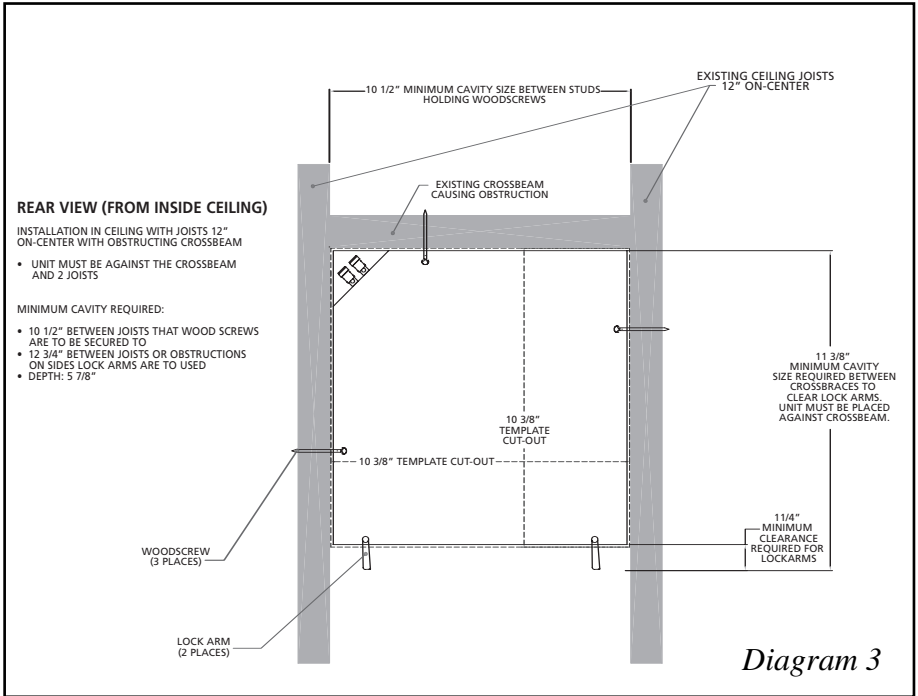 10 1/2" MINIMUM CAVITY SIZE BETWEEN STUDS
HOLDING WOODSCREWS
EXISTING CEILING JOISTS
12" ON-CENTER
EXISTING CROSSBEAM
CAUSING OBSTRUCTION
REAR VIEW (FROM INSIDE CEILING)
INSTALLATION IN CEILING WITH JOISTS 12"
ON-CENTER WITH OBSTRUCTING CROSSBEAM
• UNIT MUST BE AGAINST THE CROSSBEAM
AND 2 JOISTS
MINIMUM CAVITY REQUIRED:
• 10 1/2" BETWEEN JOISTS THAT WOOD SCREWS
ARE TO BE SECURED TO
• 12 3/4" BETWEEN JOISTS OR OBSTRUCTIONS
ON SIDES LOCK ARMS ARE TO USED
• DEPTH: 5 7/8"
11 3/8"
MINIMUM CAVITY
SIZE REQUIRED BETWEEN
CROSSBRACES TO
CLEAR LOCK ARMS.
UNIT MUST BE PLACED
AGAINST CROSSBEAM.
10 3/8"
TEMPLATE
CUT-OUT
10 3/8" TEMPLATE CUT-OUT
11/4"
MINIMUM
CLEARANCE
REQUIRED FOR
LOCKARMS
WOODSCREW
(3 PLACES)
LOCK ARM
(2 PLACES)
Diagram 3